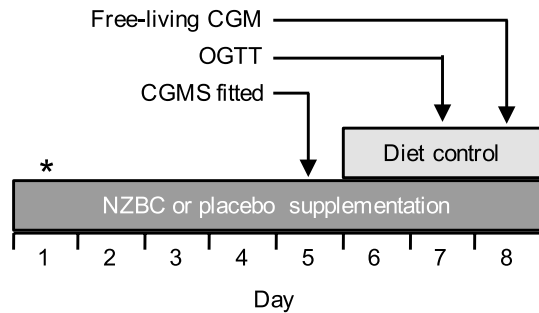 Free-living CGM
OGTT
CGMS fitted
Diet control
*
NZBC or placebo supplementation
1 2 3 4 5 6 7 8
Day